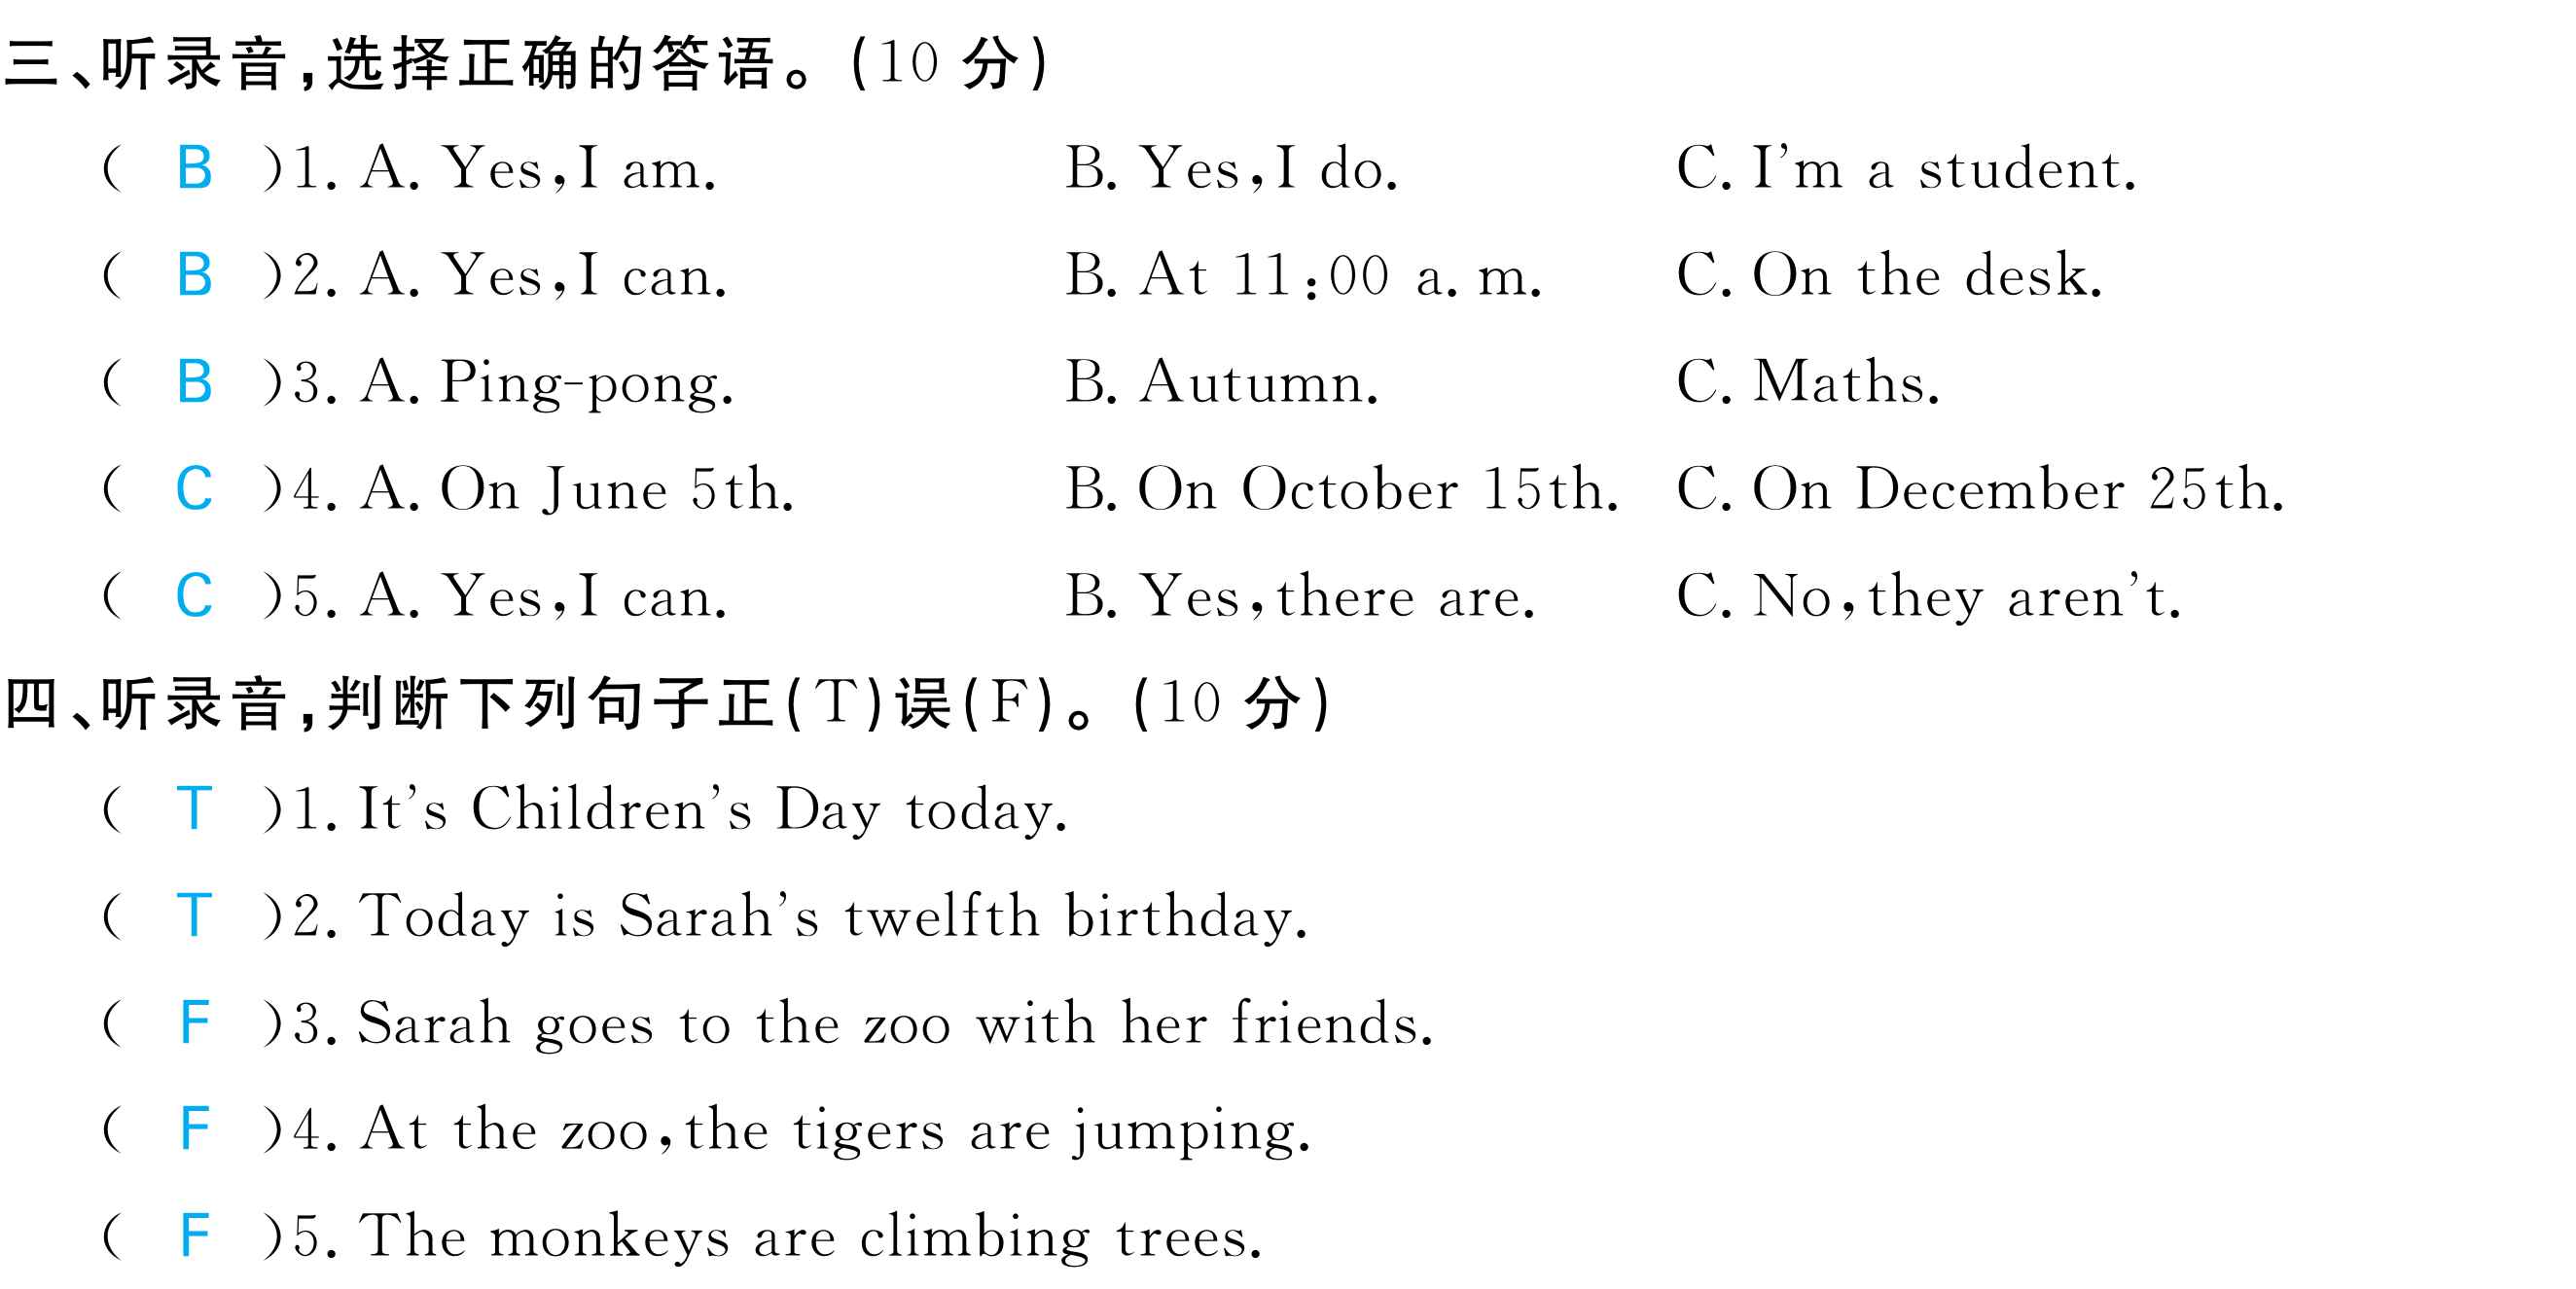 三、听录音,选择正确的答语。(10 分)
( B )1. A. Yes,I am. B. Yes,I do. C. I'm a student.
( B )2. A. Yes,I can. B. At 11:00 a. m. C. On the desk.
( B )3. A. Ping-pong. B. Autumn. C. Maths.
( C )4. A. On June 5th. B. On October 15th. C. On December 25th.
( C )5. A. Yes,I can. B. Yes,there are. C. No,they aren't.
四、听录音,判断下列句子正(T)误(F)。(10 分)
( T )1. It's Children's Day today.
( T )2. Today is Sarah's twelfth birthday.
( F )3. Sarah goes to the zoo with her friends.
( F )4. At the zoo,the tigers are jumping.
( F )5. The monkeys are climbing trees.